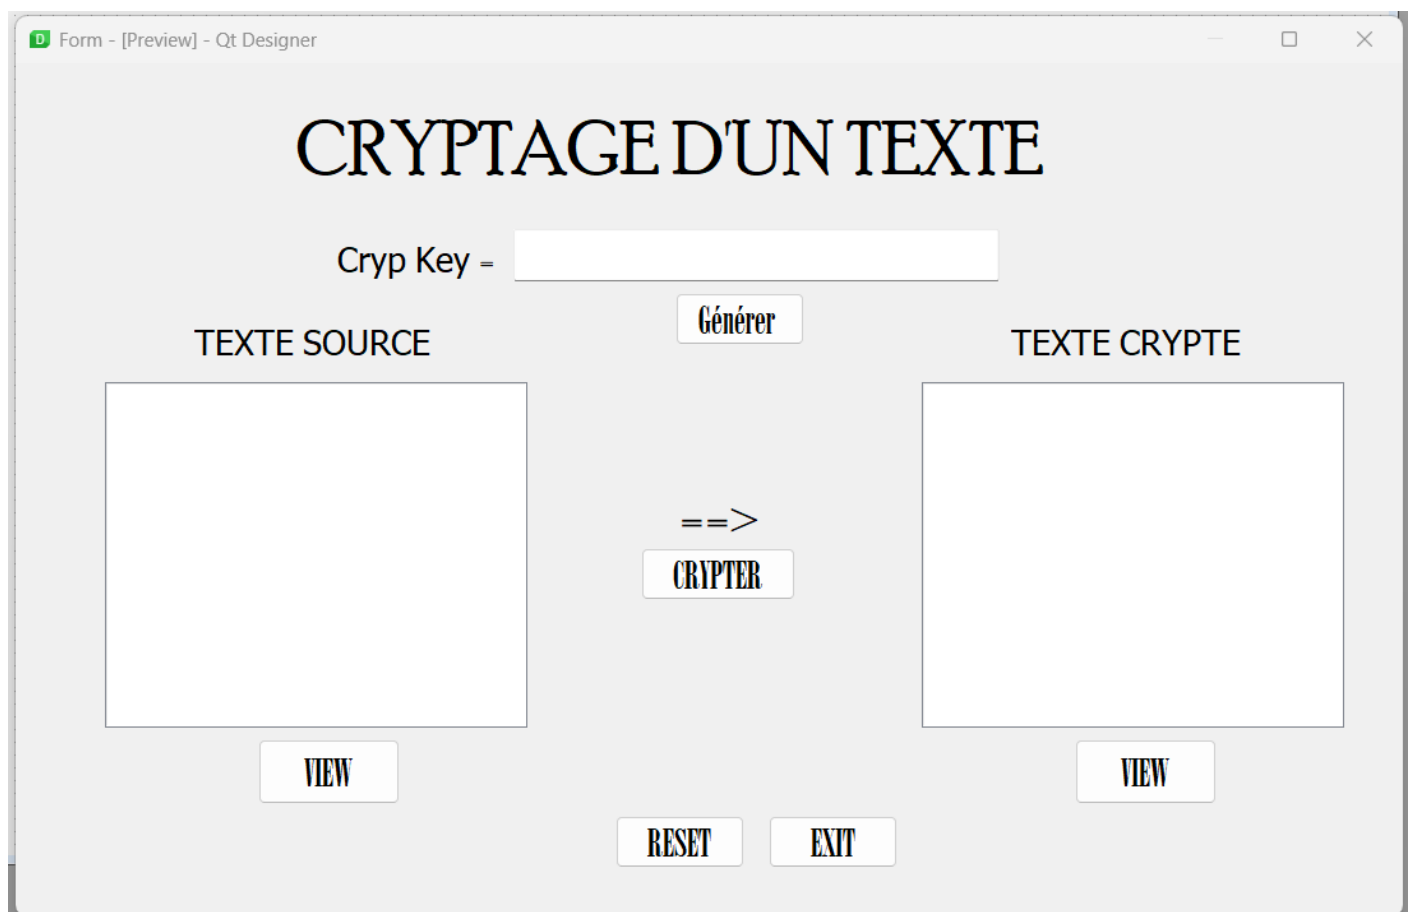 Form - [Preview] - Qt Designer
CRYPTAGE D'UN TEXTE
Cryp Key =
Générer
TEXTE SOURCE
TEXTE CRYPTE
==>
CRYPTER
VIEW
VIEW
RESET
EXIT